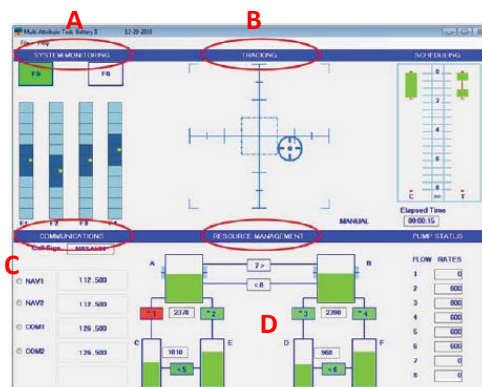 A
B
Multi-Attribute Task Battery II 12-29-2010
File Help
SYSTEM MONITORING
TRACKING
SCHEDULING
F5
F6
0
2
4
6
8
C
T
F1 F2 F3 F4
MANUAL
Elapsed Time
00:00:15
COMMUNICATIONS
RESOURCE MANAGEMENT
PUMP STATUS
Call Sign
C
NAV1 112.500
NAV2 112.500
COM1 126.500
COM2 126.500
A
7 >
B
< 8
^ 1
2378
^ 2
D
^ 3
2390
^ 4
C
1010
E
< 5
D
968
F
< 6
FLOW RATES
1 0
2 600
3 800
4 600
5 600
6 600
7 0
8 0